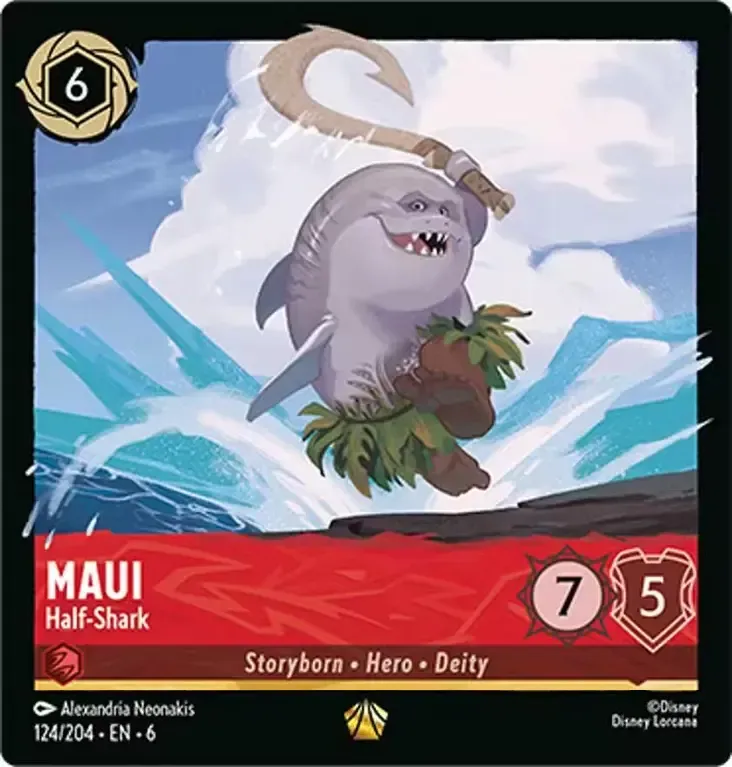 6
MAUI
Half-Shark
7
5
Storyborn • Hero • Deity
Alexandria Neonakis
124/204 • EN • 6
©Disney
Disney Lorcana